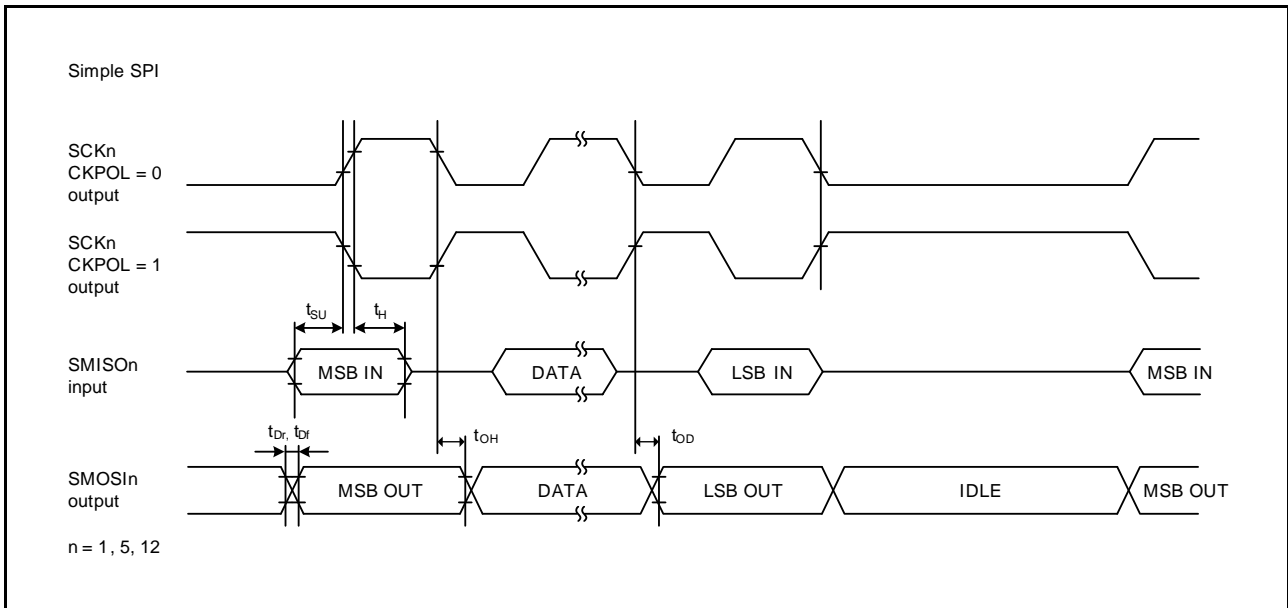 Simple SPI
SCKn
CKPOL = 0
output
SCKn
CKPOL = 1
output
tSU
tH
SMISOn
input
MSB IN
DATA
LSB IN
MSB IN
tDr, tDf
tOH
tOD
SMOSIn
output
MSB OUT
DATA
LSB OUT
IDLE
MSB OUT
n = 1, 5, 12